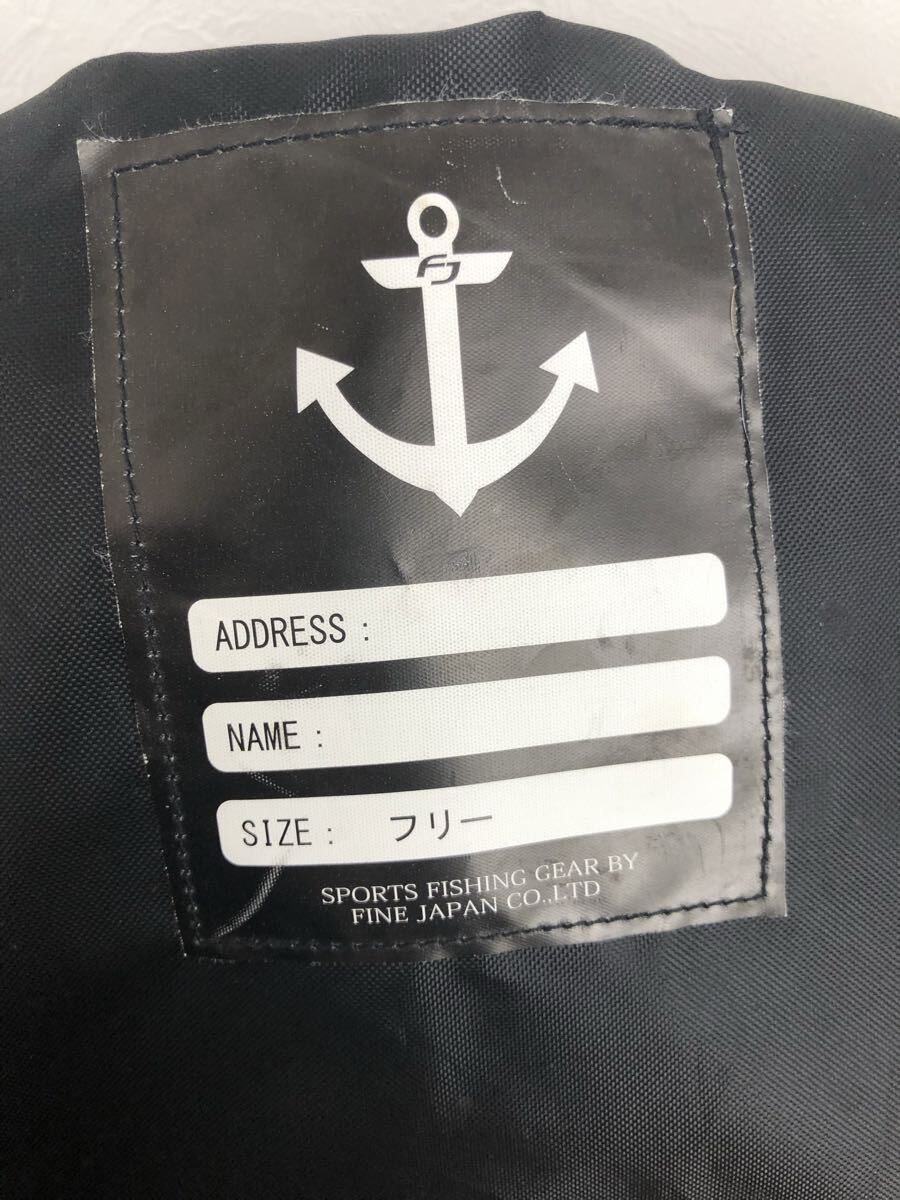 FJ
ADDRESS :
NAME :
SIZE : フリー
SPORTS FISHING GEAR BY
FINE JAPAN CO.,LTD